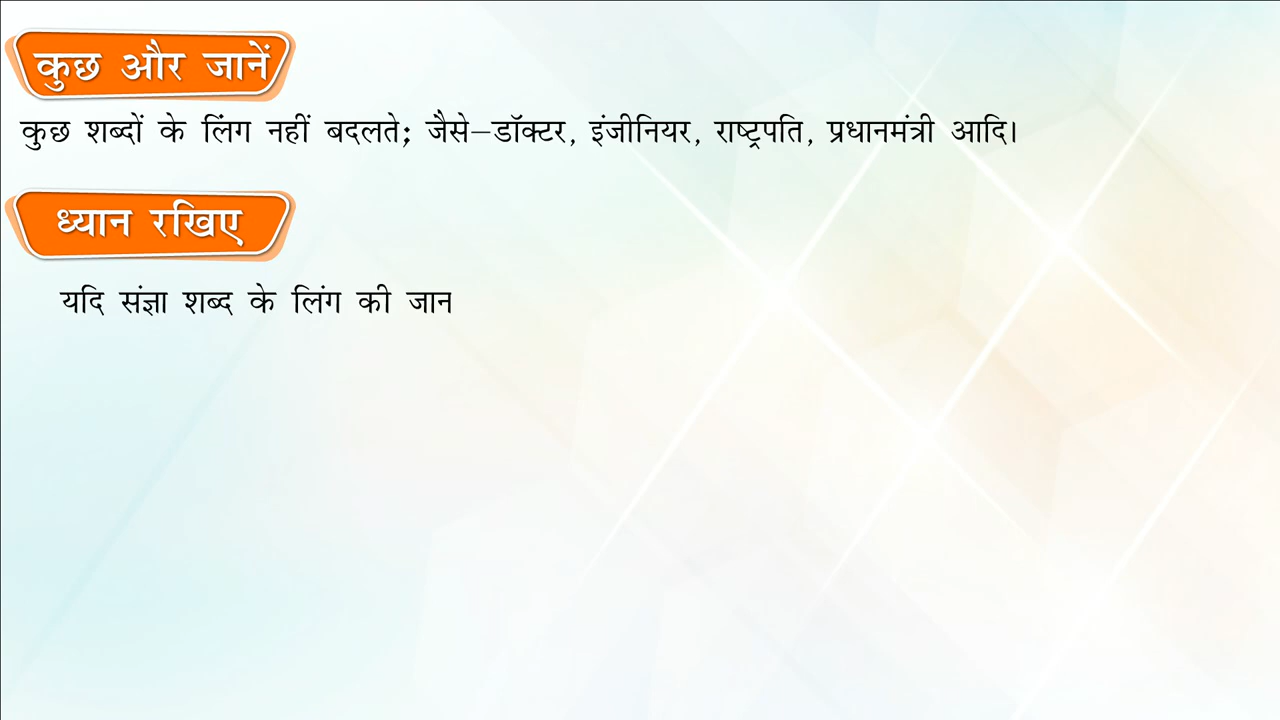 कुछ और जानें
कुछ शब्दों के लिंग नहीं बदलते; जैसे–डॉक्टर, इंजीनियर, राष्ट्रपति, प्रधानमंत्री आदि।
ध्यान रखिए
यदि संज्ञा शब्द के लिंग की जान